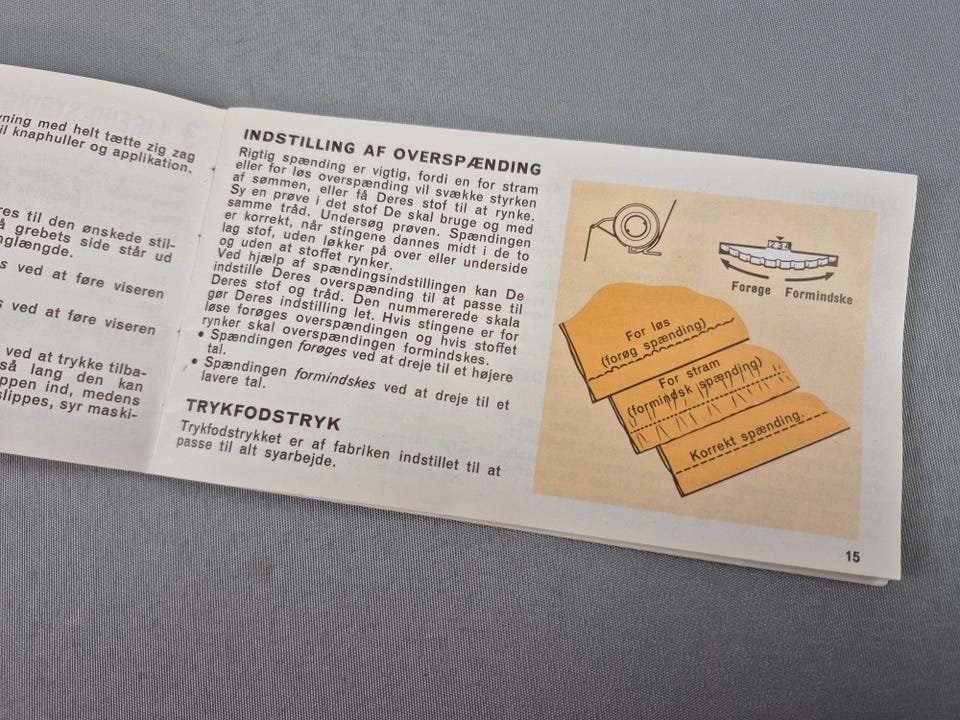 ning med helt tætte zig zag
il knaphuller og applikation.
res til den ønskede stil-
å grebets side står ud
nglængde.
s ved at føre viseren
s ved at føre viseren
ved at trykke tilba-
så lang den kan
ppen ind, medens
slippes, syr maski-
INDSTILLING AF OVERSPÆNDING
Rigtig spænding er vigtig, fordi en for stram
eller for løs overspænding vil svække styrken
af sømmen, eller få Deres stof til at rynke.
Sy en prøve i det stof De skal bruge og med
samme tråd. Undersøg prøven. Spændingen
er korrekt, når stingene dannes midt i de to
lag stof, uden løkker på over eller underside
og uden at stoffet rynker.
Ved hjælp af spændingsindstillingen kan De
indstille Deres overspænding til at passe til
Deres stof og tråd. Den nummererede skala
gør Deres indstilling let. Hvis stingene er for
løse forøges overspændingen og hvis stoffet
rynker skal overspændingen formindskes.
• Spændingen forøges ved at dreje til et højere
tal.
• Spændingen formindskes ved at dreje til et
lavere tal.
TRYKFODSTRYK
Trykfodstrykket er af fabriken indstillet til at
passe til alt syarbejde.
Forøge Formindske
For løs
(forøg spænding)
For stram
(formindsk spænding)
Korrekt spænding.
15